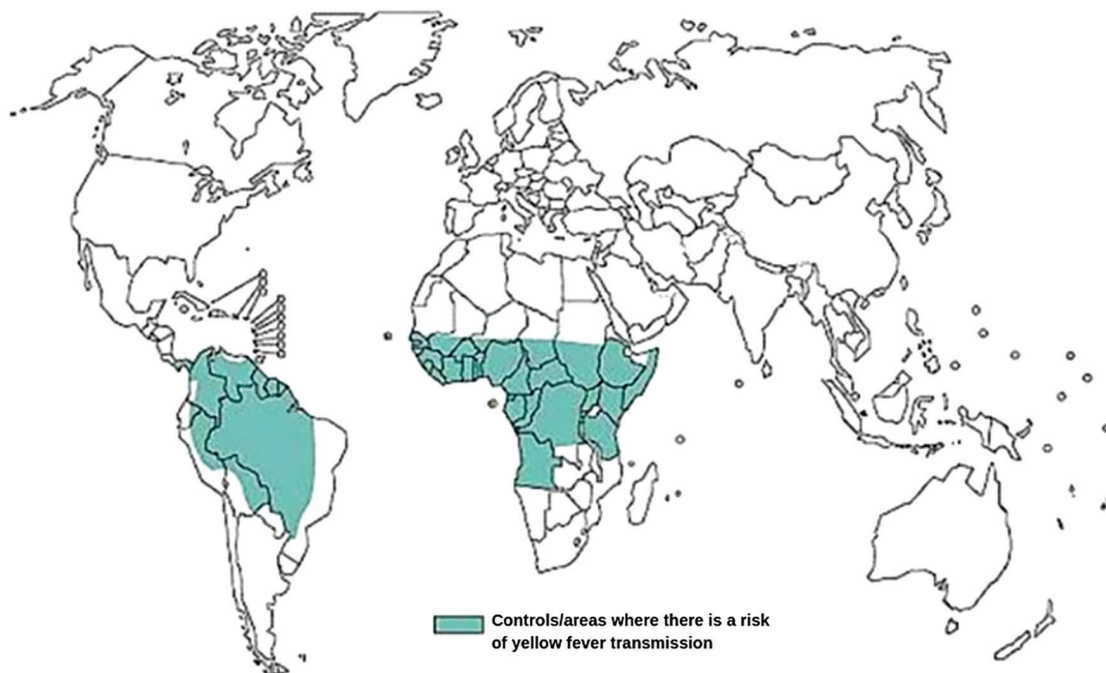 Controls/areas where there is a risk
of yellow fever transmission